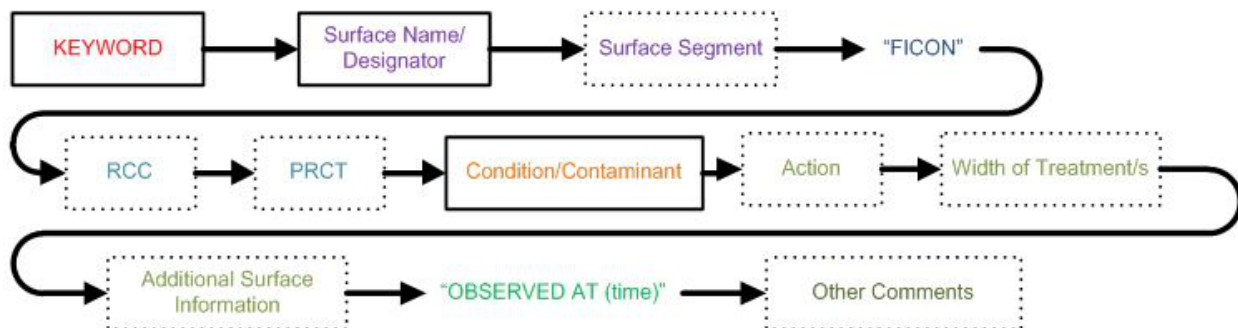 KEYWORD
Surface Name/
Designator
Surface Segment
“FICON”
RCC
PRCT
Condition/Contaminant
Action
Width of Treatment/s
Additional Surface
Information
“OBSERVED AT (time)”
Other Comments